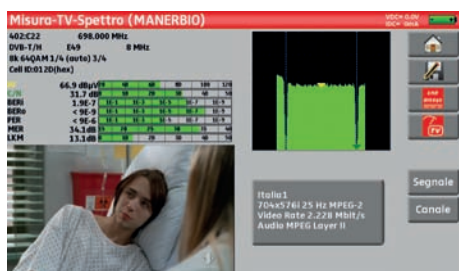 Misura-TV-Spettro (MANERBIO)
VDC= 0.0V
IDC= 0mA
402:C22 698.000 MHz
DVB-T/H E49 8 MHz
8k 64QAM 1/4 (auto) 3/4
Cell ID:012D(hex)
66.9 dBµV
C/N 31.7 dB
BERi 1.9E-7
BERo < 9E-9
PER < 9E-6
MER 34.1dB
LKM 13.1dB
TV
Italia1
704x576i 25 Hz MPEG-2
Video Rate 2.228 Mbit/s
Audio MPEG Layer II
Segnale
Canale